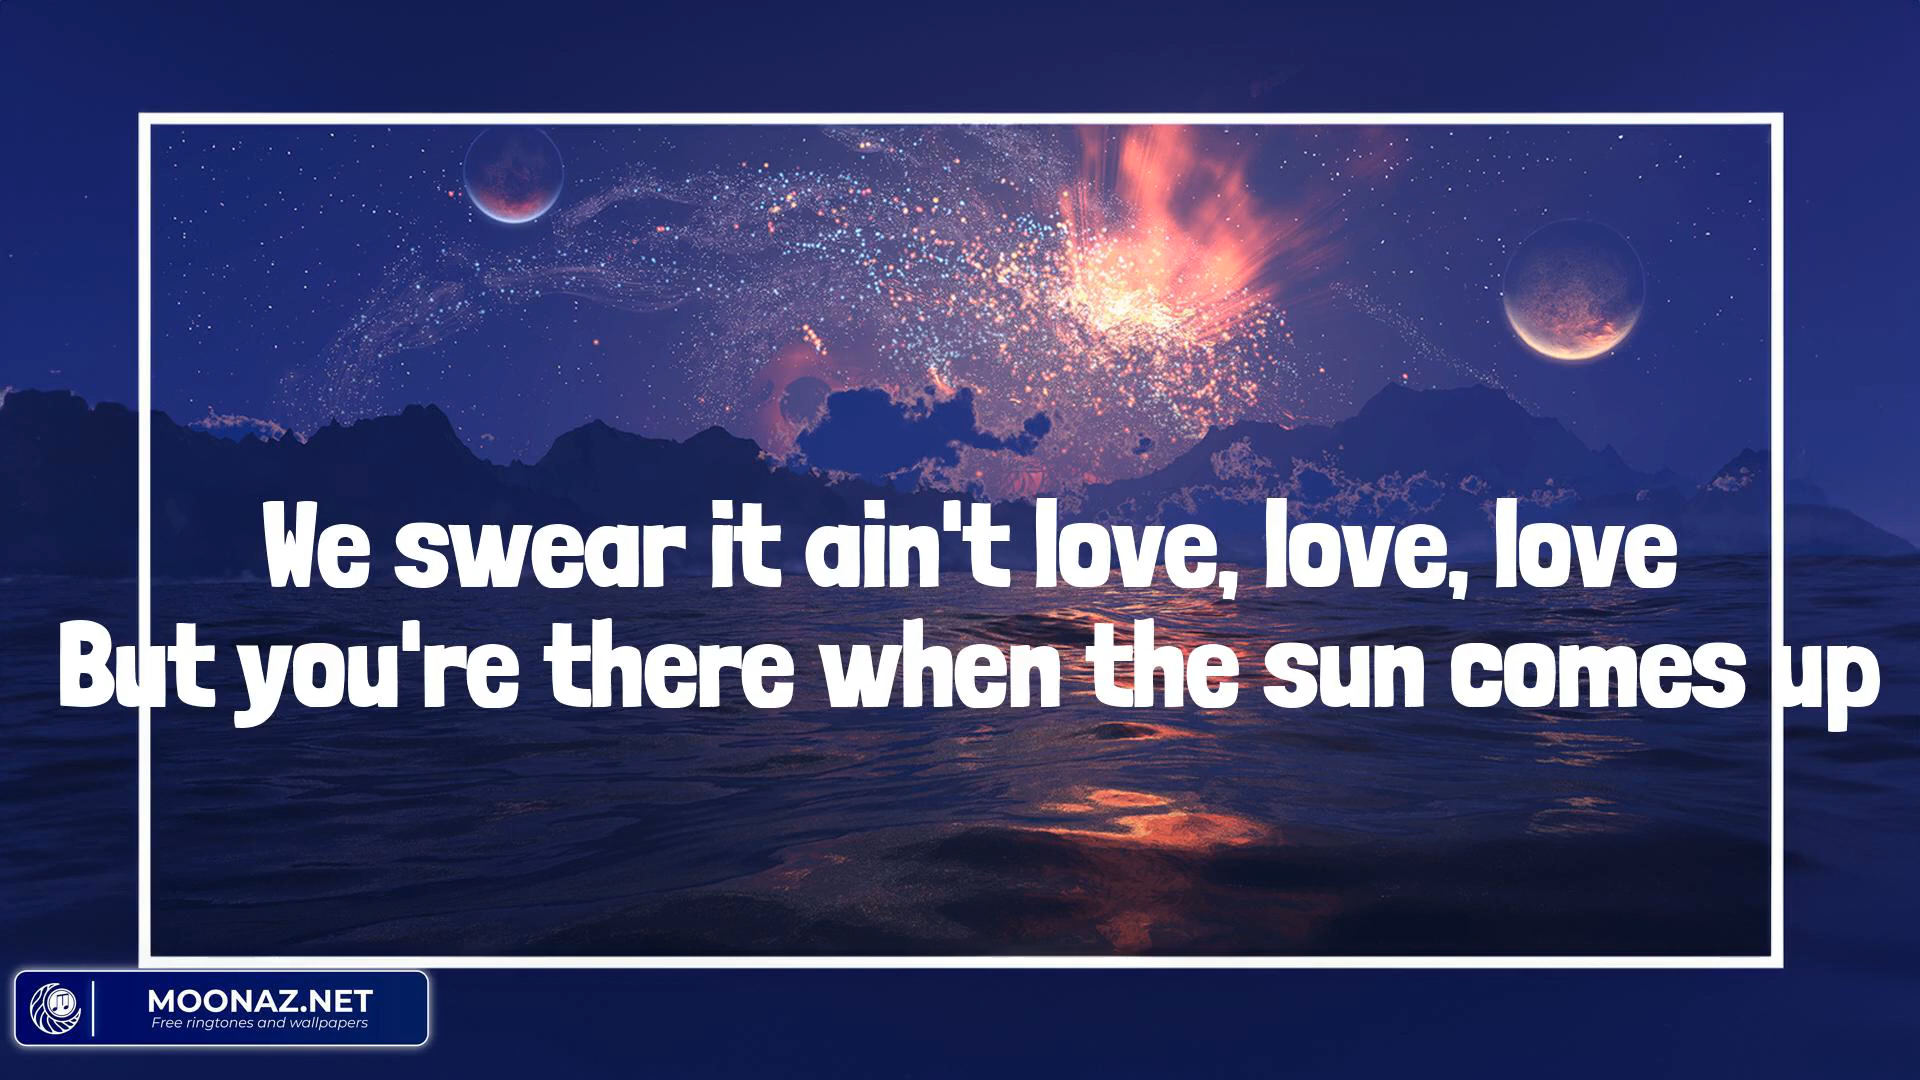 We swear it ain't love, love, love
But you're there when the sun comes up
MOONAZ.NET
Free ringtones and wallpapers